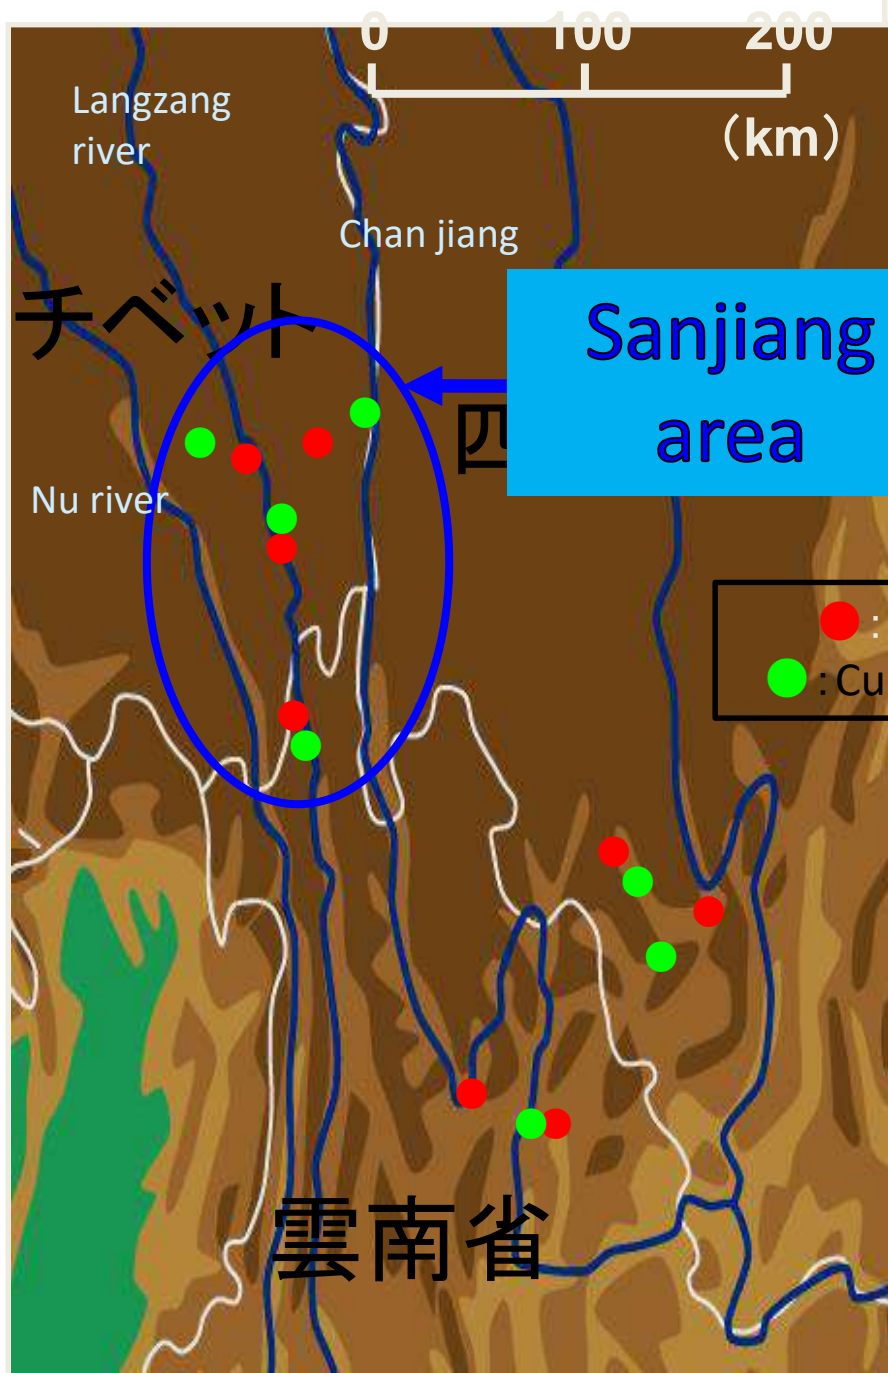 0 100 200
(km)
Langzang
river
Chan jiang
チベット
Sanjiang
area
Nu river
:
: Cu
雲南省